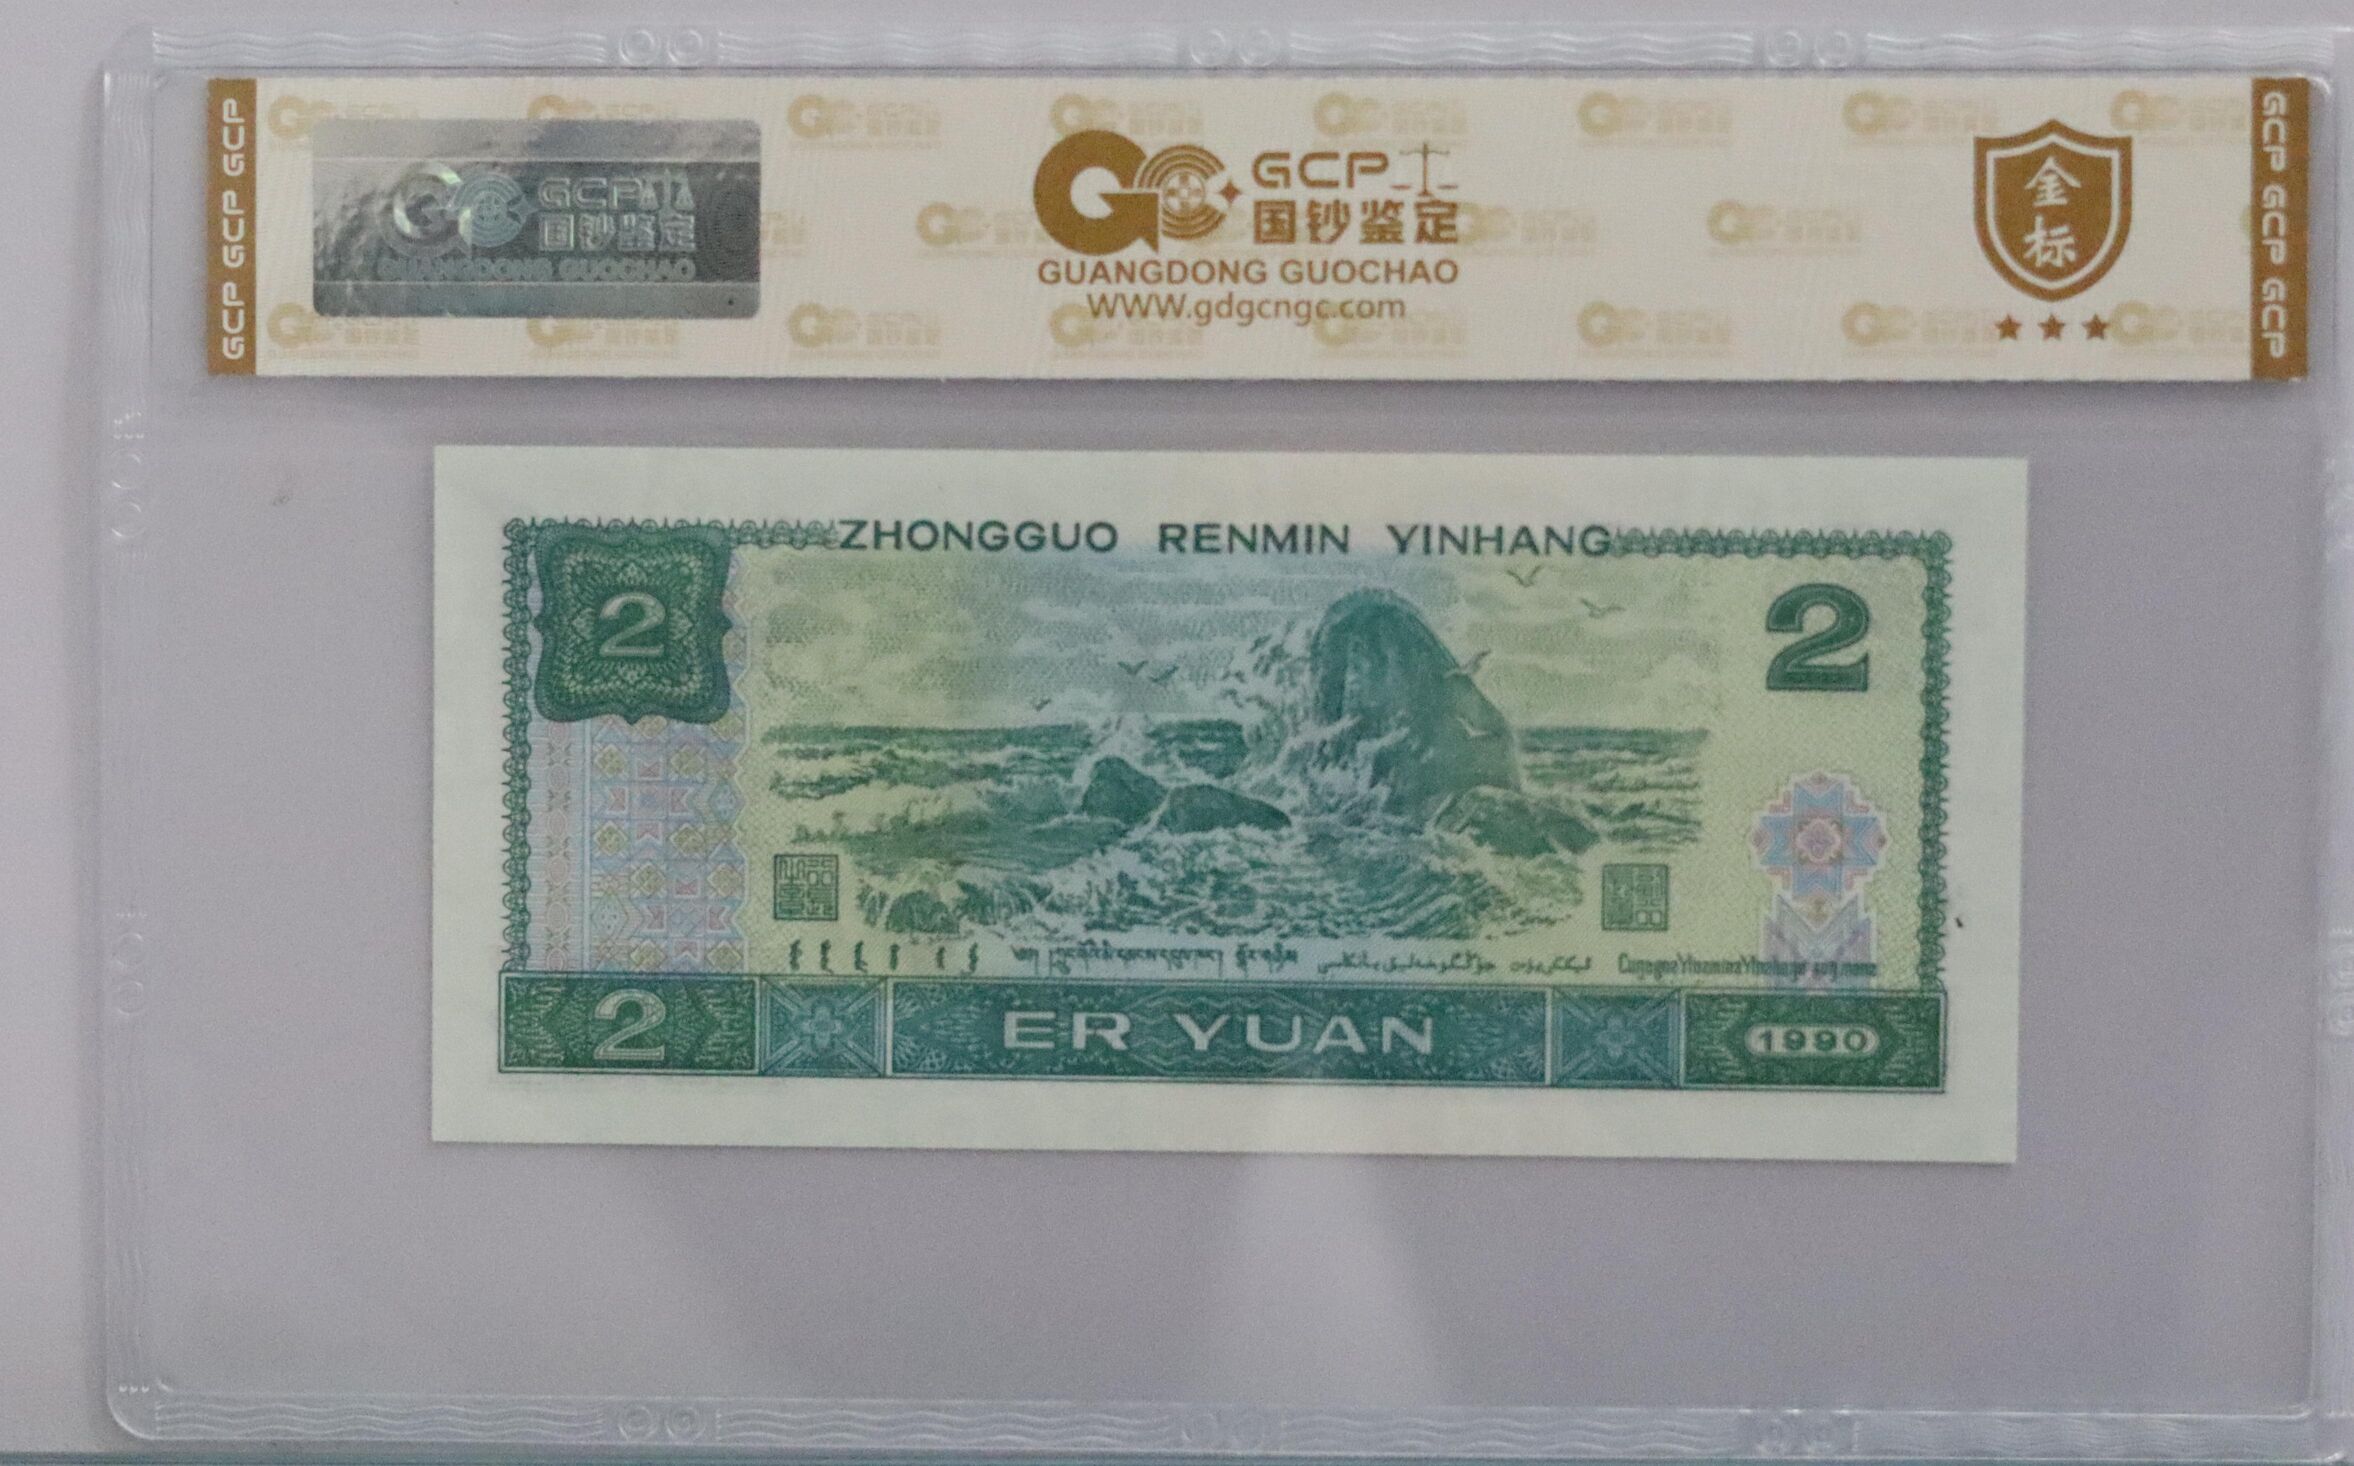 GCP GCP GCP
GCP
国钞鉴定
GUANGDONG GUOCHAO
GCP
国钞鉴定
GUANGDONG GUOCHAO
WWW.gdgcngc.com
金标
GCP GCP GCP
ZHONGGUO RENMIN YINHANG
2
2
2
ER YUAN
1990